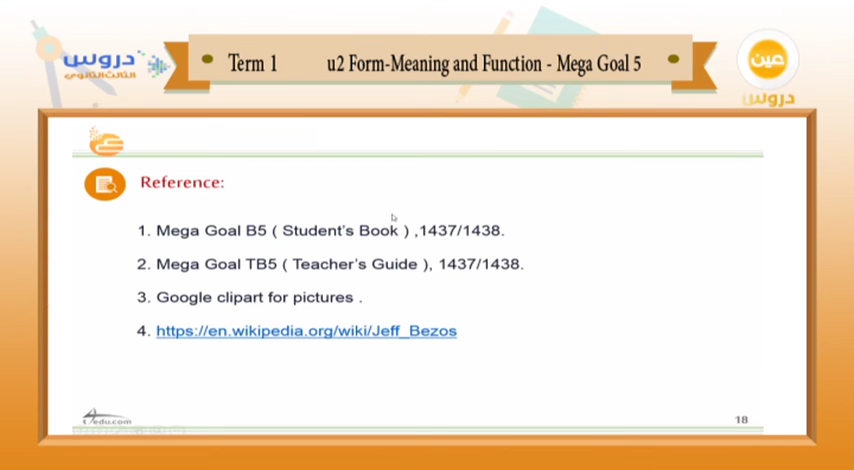 دروس
الثالث الثانوي
Term 1 u2 Form-Meaning and Function - Mega Goal 5
عين
دروس
Reference:
1. Mega Goal B5 ( Student's Book ) ,1437/1438.
2. Mega Goal TB5 ( Teacher's Guide ), 1437/1438.
3. Google clipart for pictures .
4. https://en.wikipedia.org/wiki/Jeff_Bezos
edu.com
18